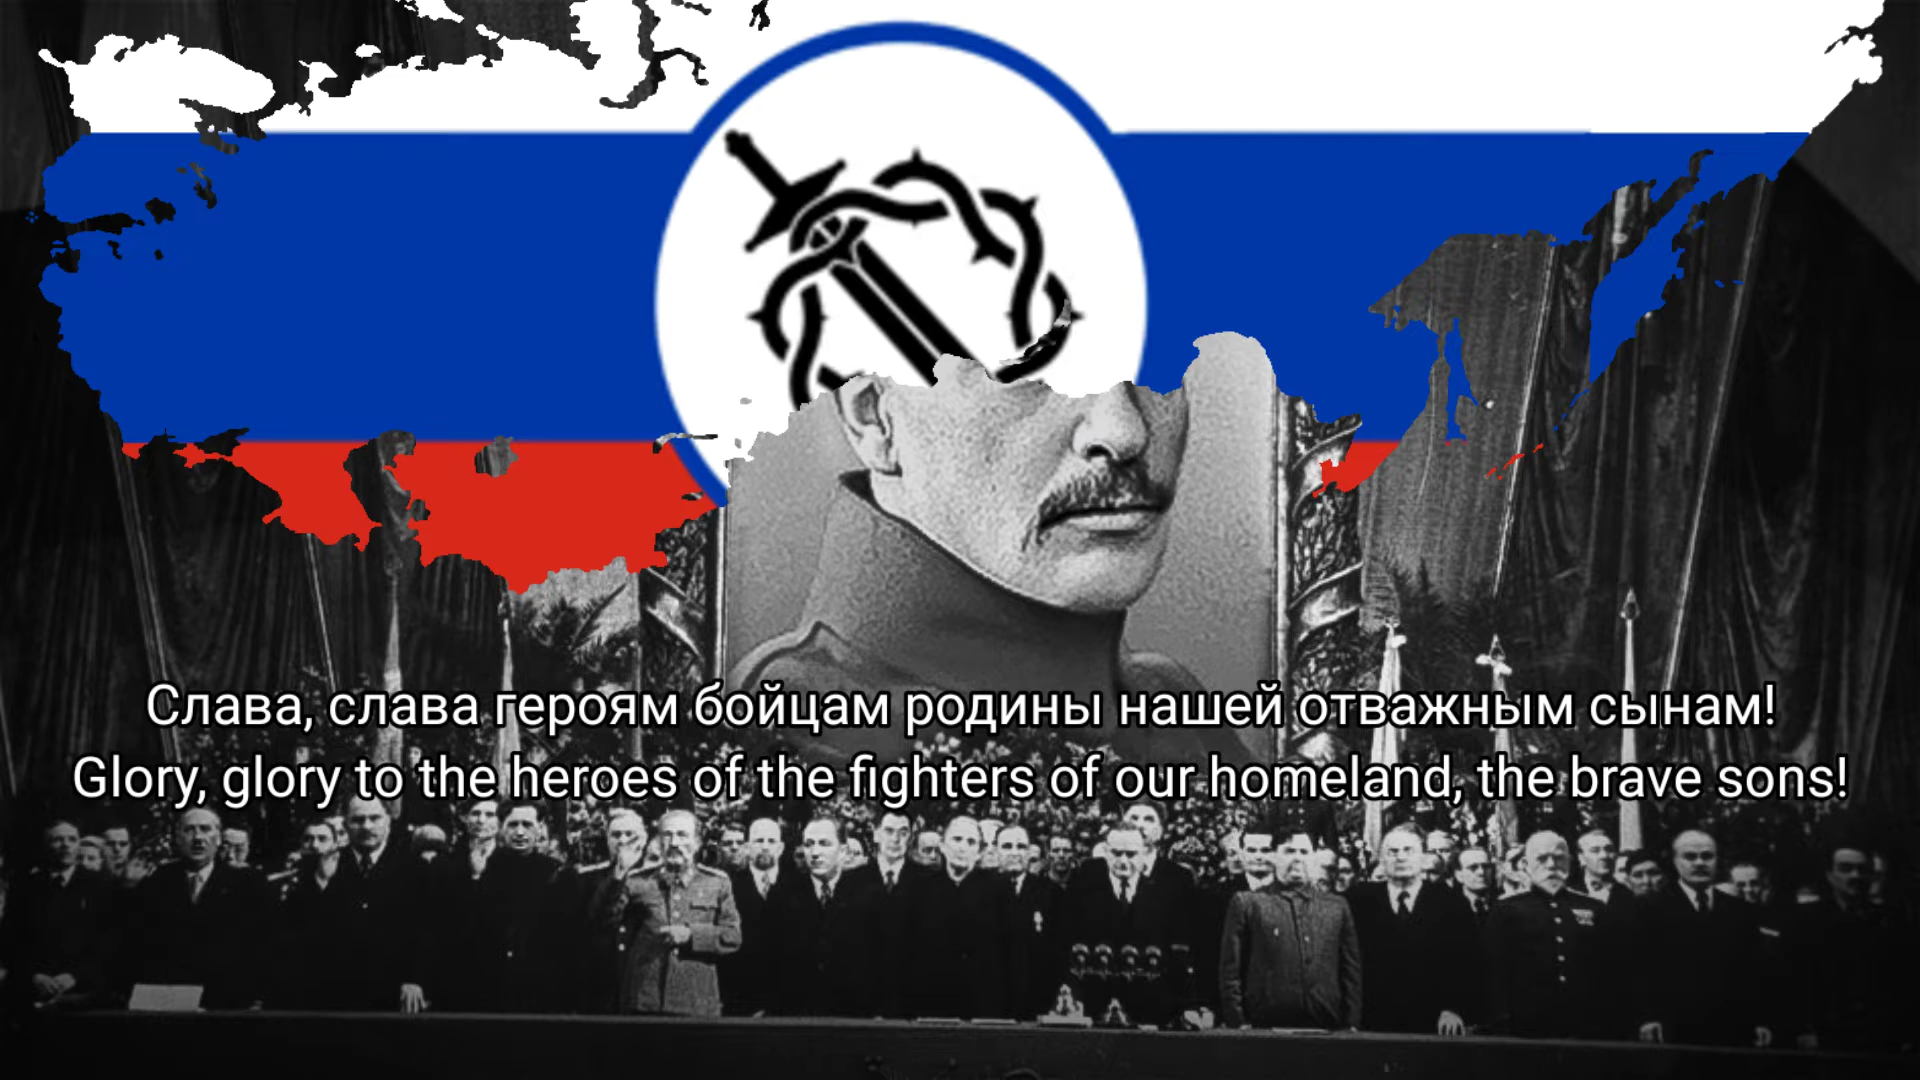 Слава, слава героям бойцам родины нашей отважным сынам!
Glory, glory to the heroes of the fighters of our homeland, the brave sons!